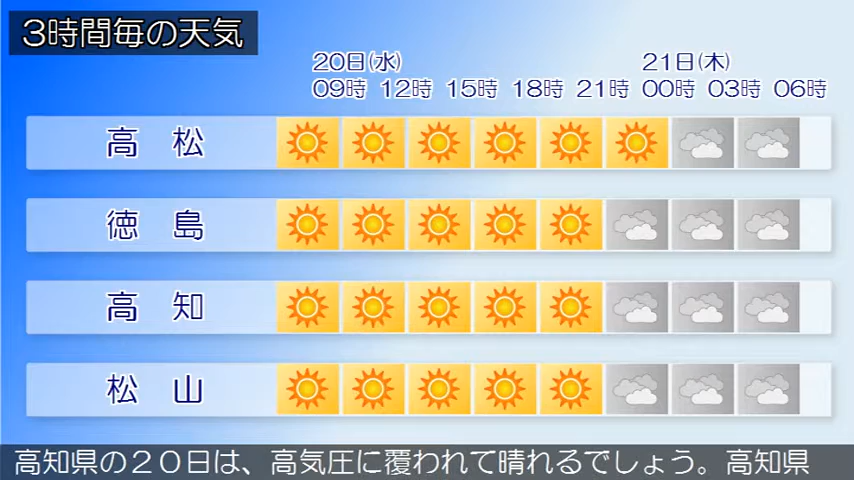 3時間毎の天気
20日(水) 21日(木)
09時 12時 15時 18時 21時 00時 03時 06時
高 松
徳 島
高 知
松 山
高知県の２０日は、高気圧に覆われて晴れるでしょう。高知県